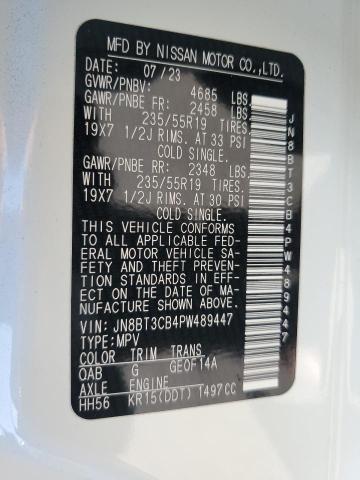 MFD BY NISSAN MOTOR CO.,LTD.
DATE: 07/23
GVWR/PNBV: 4685 LBS.
GAWR/PNBE FR: 2458 LBS.
WITH 235/55R19 TIRES,
19X7 1/2J RIMS, AT 33 PSI
COLD SINGLE.
GAWR/PNBE RR: 2348 LBS.
WITH 235/55R19 TIRES,
19X7 1/2J RIMS, AT 30 PSI
COLD SINGLE.
THIS VEHICLE CONFORMS
TO ALL APPLICABLE FED-
ERAL MOTOR VEHICLE SA-
FETY AND THEFT PREVEN-
TION STANDARDS IN EFF-
ECT ON THE DATE OF MA-
NUFACTURE SHOWN ABOVE.
VIN: JN8BT3CB4PW489447
TYPE: MPV
COLOR TRIM TRANS
QAB G GE0F14A
AXLE ENGINE
HH56 KR15(DDT) 1497CC
JN8BT3CB4PW489447